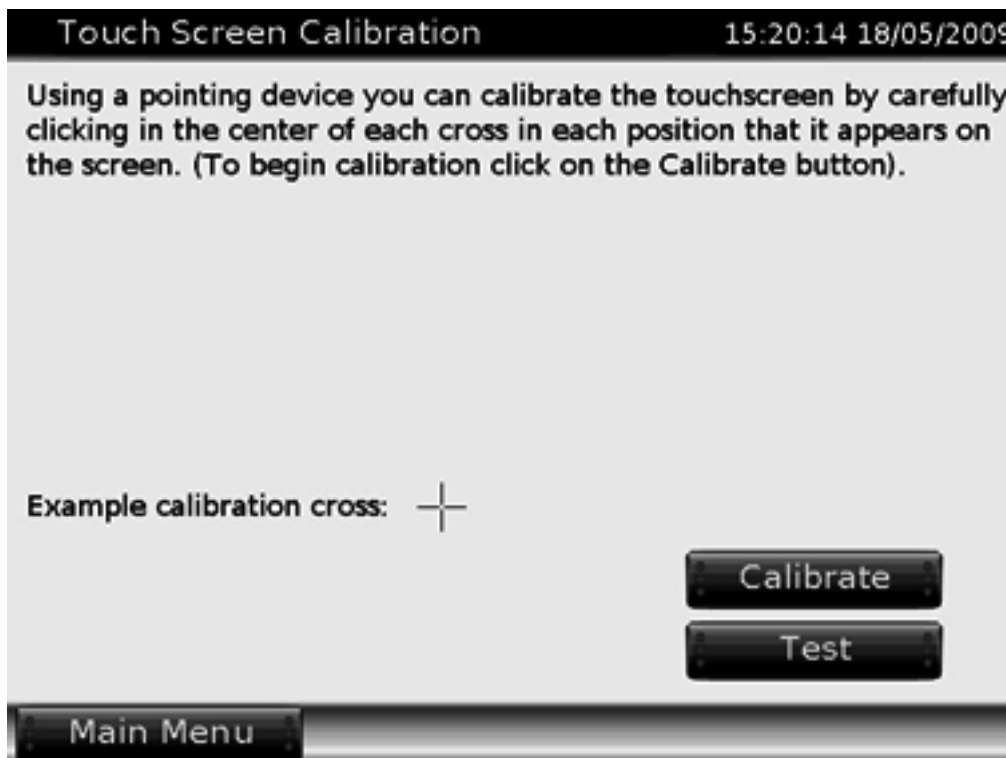 Touch Screen Calibration
15:20:14 18/05/2009
Using a pointing device you can calibrate the touchscreen by carefully
clicking in the center of each cross in each position that it appears on
the screen. (To begin calibration click on the Calibrate button).
Example calibration cross:
Calibrate
Test
Main Menu